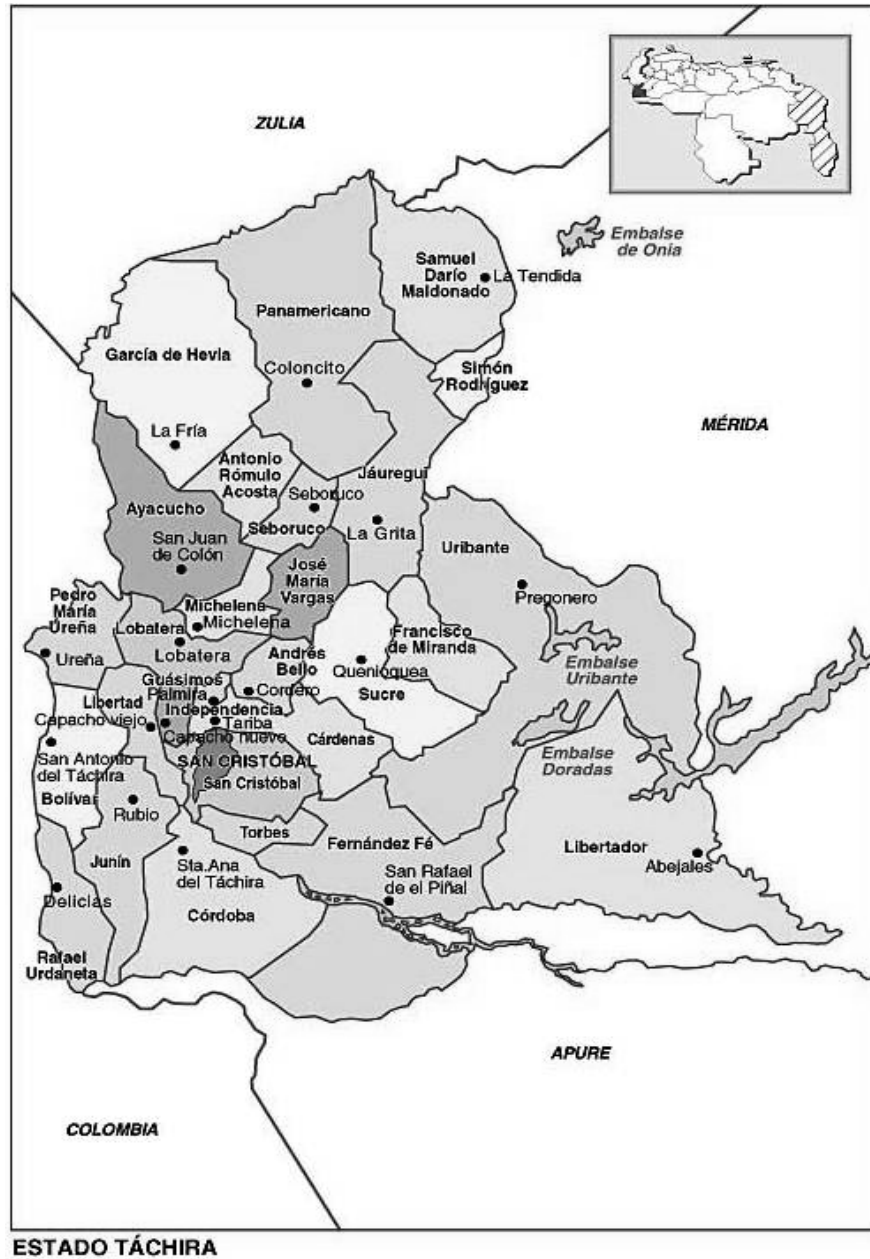 ZULIA
Embalse
de Onia
Samuel
Darío
Maldonado
La Tendida
Panamericano
García de Hevia
Simón
Rodríguez
Coloncito
MÉRIDA
La Fría
Antonio
Rómulo
Acosta
Jáuregui
Seboruco
Ayacucho
Seboruco
La Grita
San Juan
de Colón
Uribante
José
María
Vargas
Pregonero
Pedro
María
Ureña
Michelena
Michelena
Lobatera
Francisco
de Miranda
Andrés
Bello
Ureña
Lobatera
Quenioquea
Embalse
Uribante
Guásimos
Palmira
Cordero
Sucre
Libertad
Independencia
Capacho viejo
Tariba
Capacho nuevo
Cárdenas
San Antonio
del Táchira
SAN CRISTÓBAL
San Cristóbal
Embalse
Doradas
Bolívar
Rubio
Torbes
Fernández Fé
Libertador
Junín
Sta.Ana
del Táchira
Abejales
Delicias
San Rafael
de el Piñal
Córdoba
Rafael
Urdaneta
APURE
COLOMBIA
ESTADO TÁCHIRA